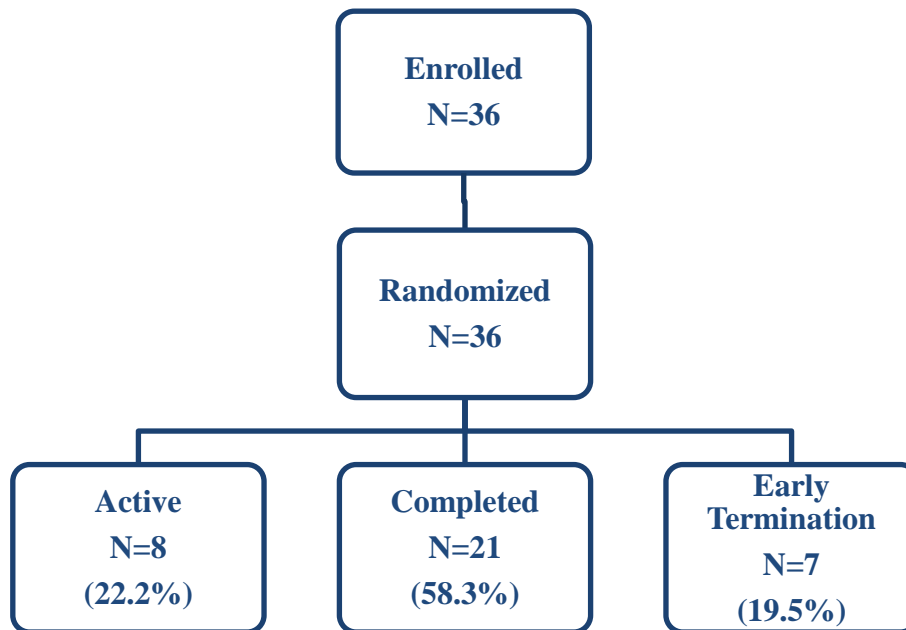 Enrolled
N=36
Randomized
N=36
Active
N=8
(22.2%)
Completed
N=21
(58.3%)
Early
Termination
N=7
(19.5%)